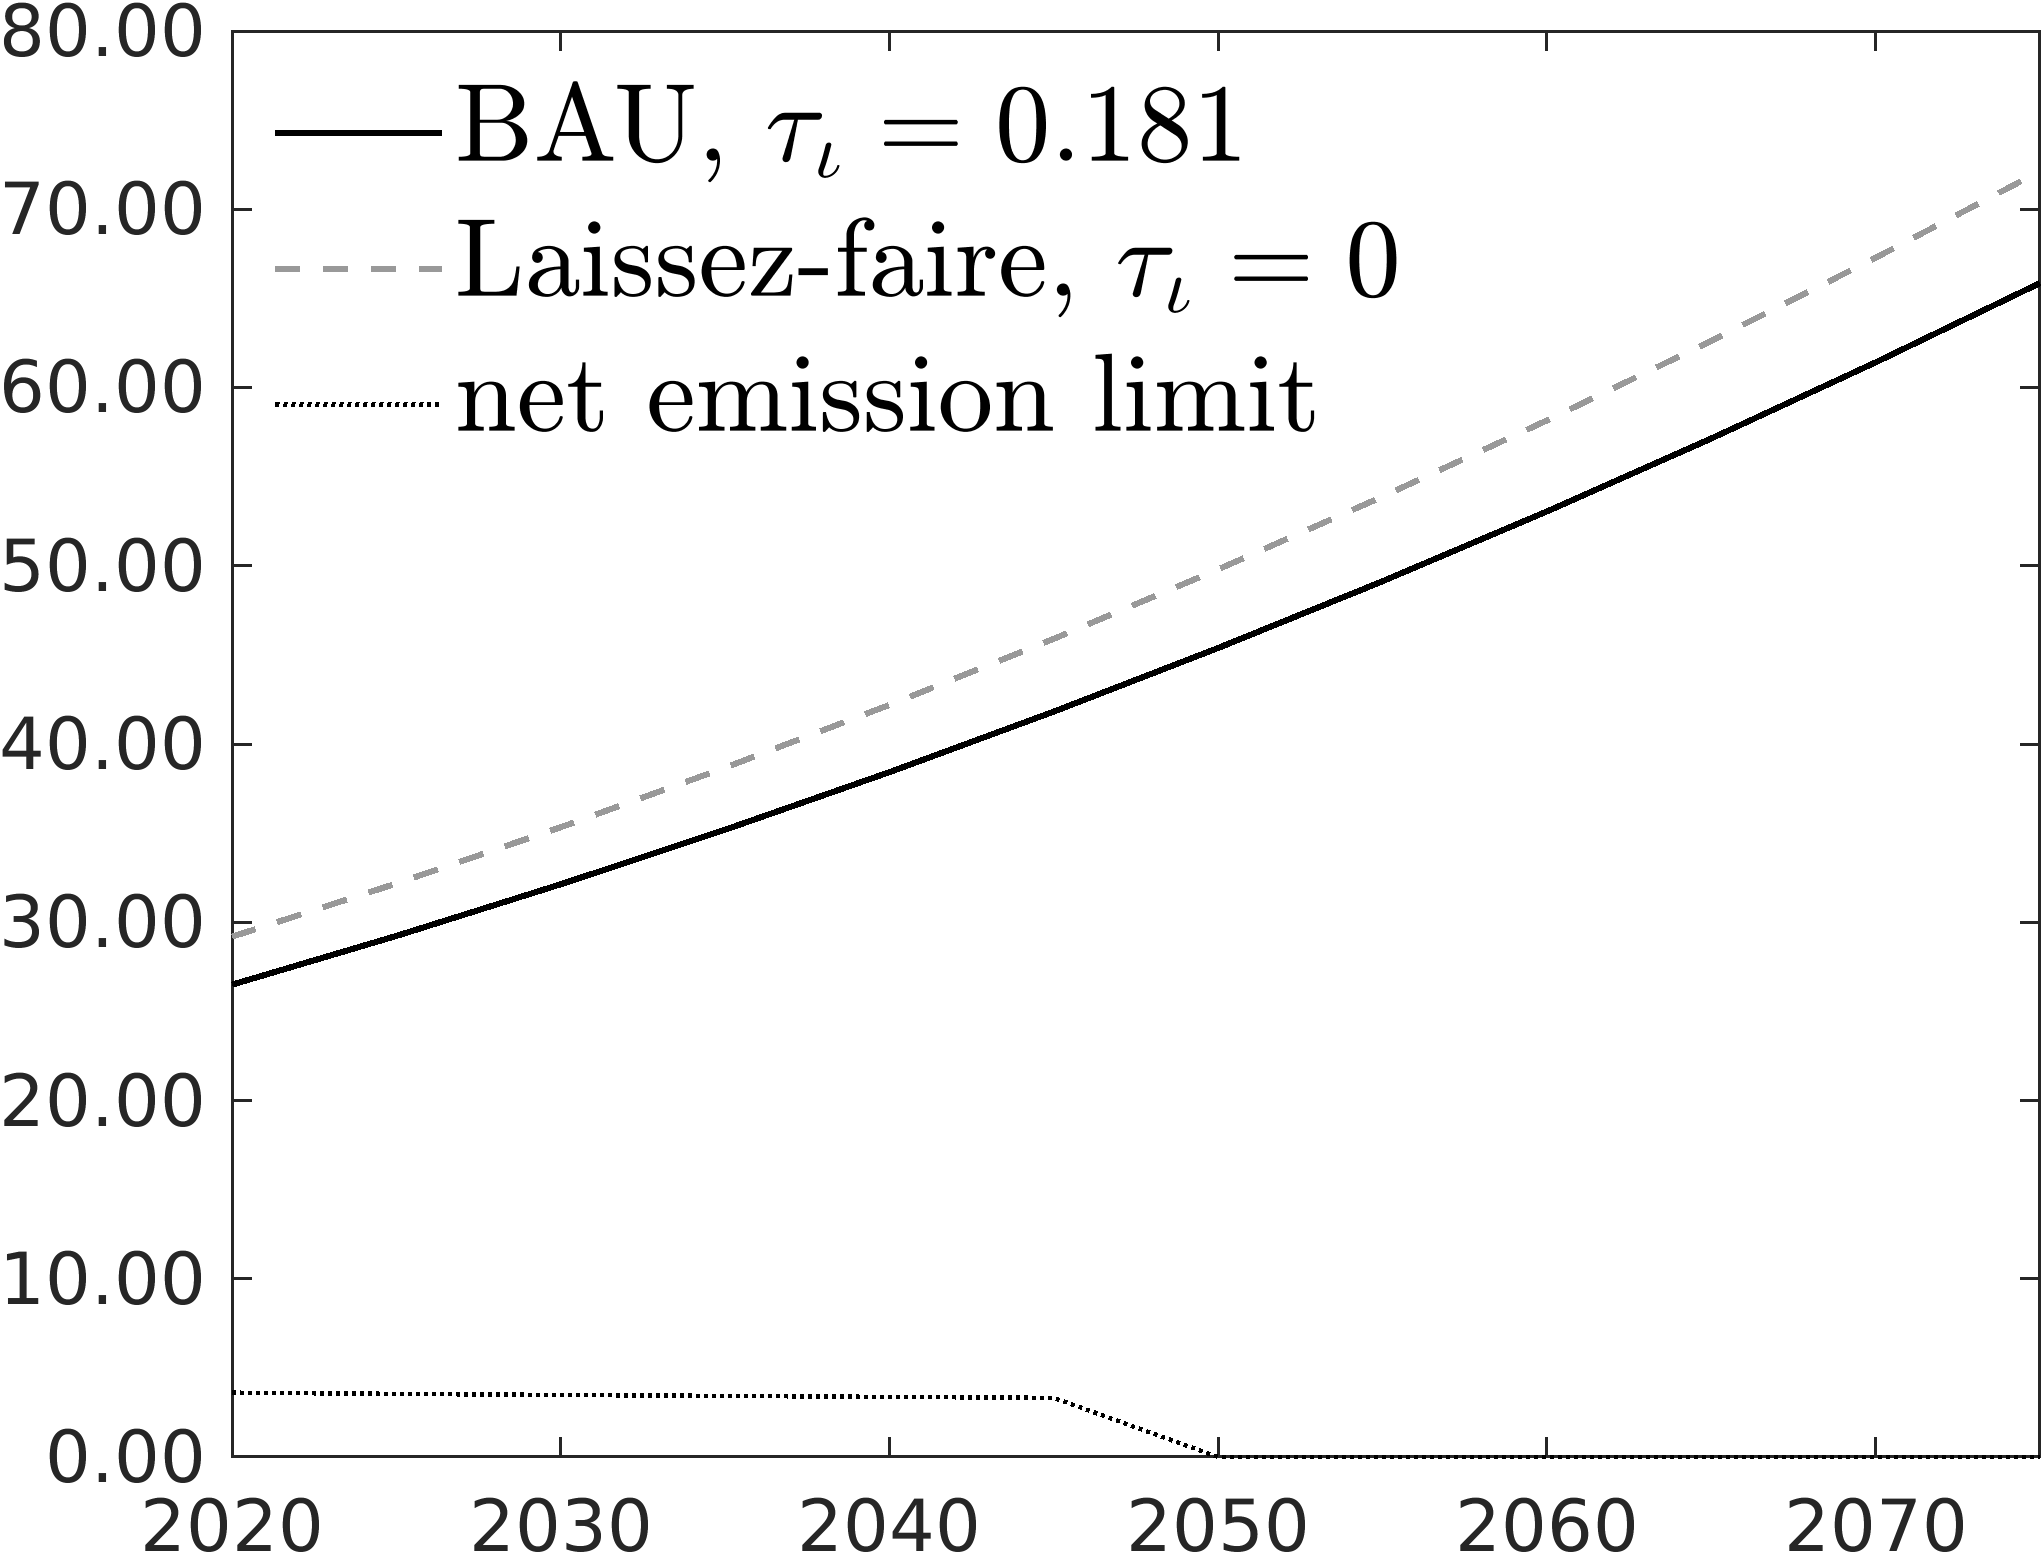 80.00
70.00
60.00
50.00
40.00
30.00
20.00
10.00
0.00
BAU, τ_ι = 0.181
Laissez-faire, τ_ι = 0
net emission limit
2020 2030 2040 2050 2060 2070